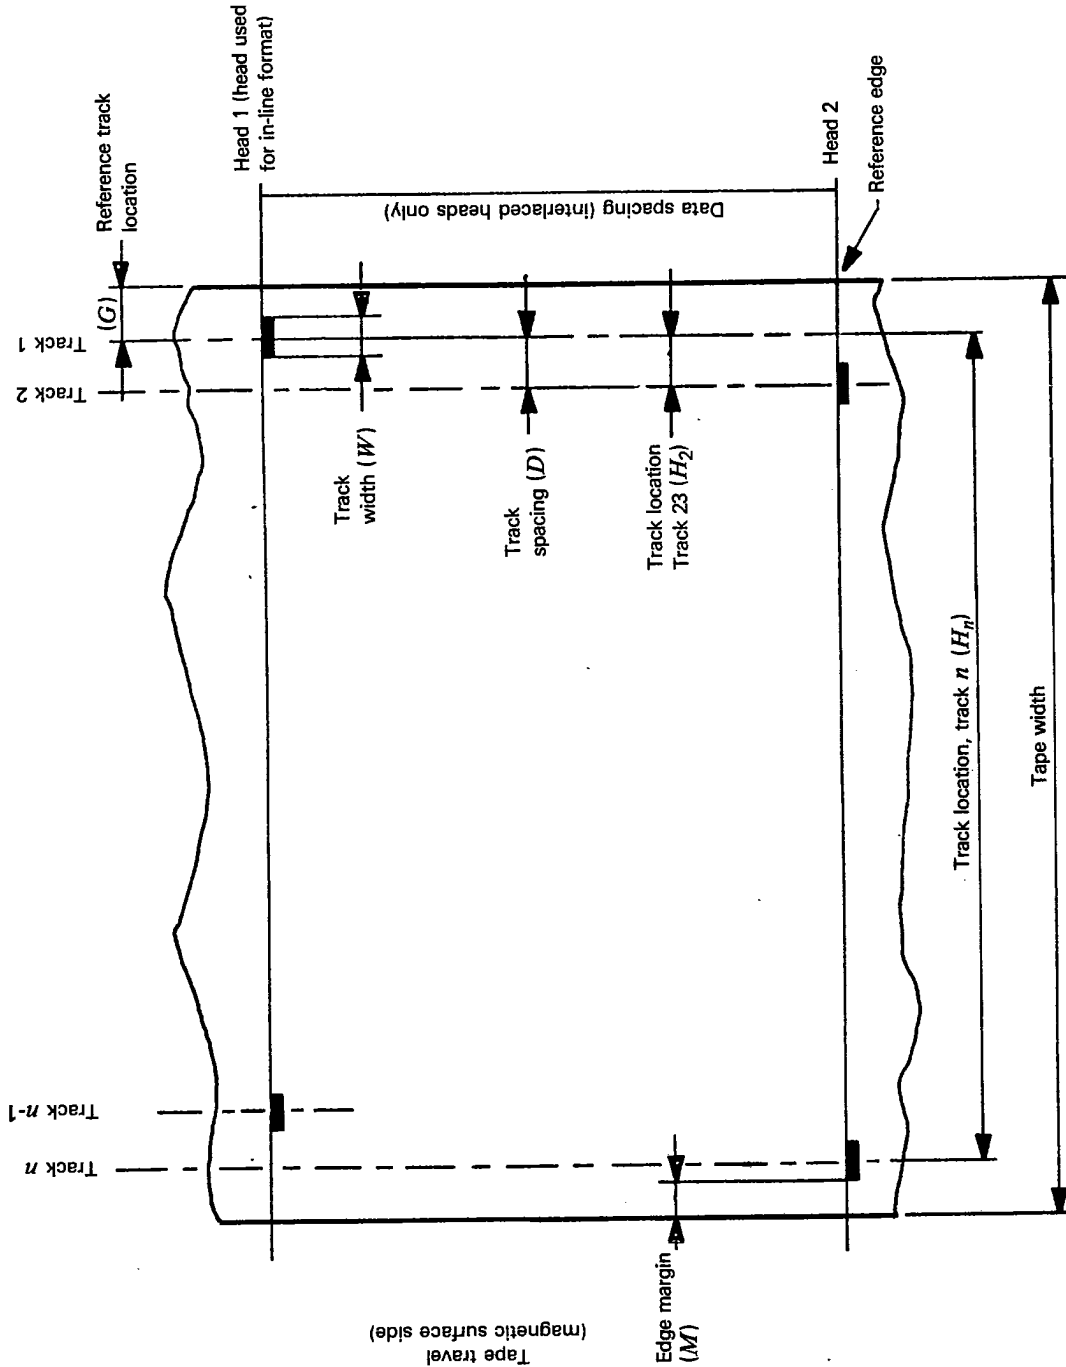 Reference track
location
(G)
Head 1 (head used
for in-line format)
Track 1
Track 2
Track
width (W)
Track
spacing (D)
Track location
Track 23 (H₂)
Data spacing (interlaced heads only)
Head 2
Reference edge
Track location, track n (Hₙ)
Tape width
Track n-1
Track n
Edge margin
(M)
Tape travel
(magnetic surface side)